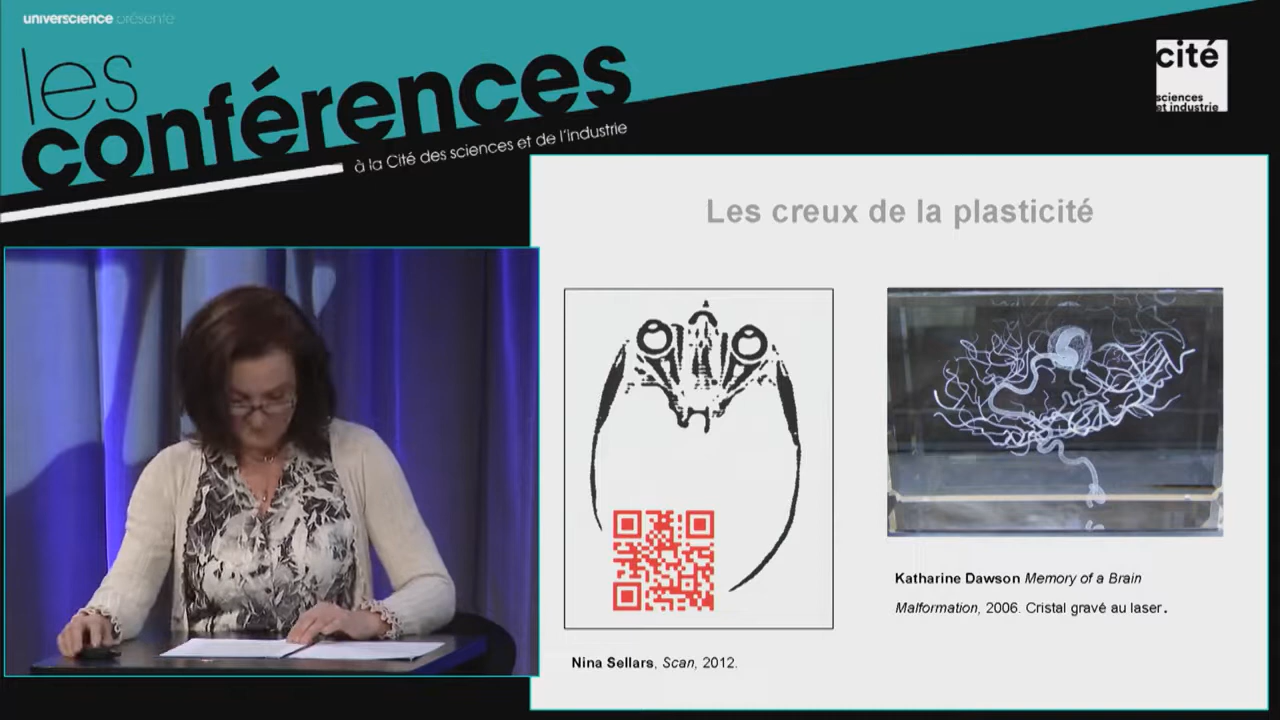 universcience présente
les
conférences
à la Cité des sciences et de l'industrie
cité
sciences
et industrie
Les creux de la plasticité
Katharine Dawson Memory of a Brain
Malformation, 2006. Cristal gravé au laser.
Nina Sellars, Scan, 2012.